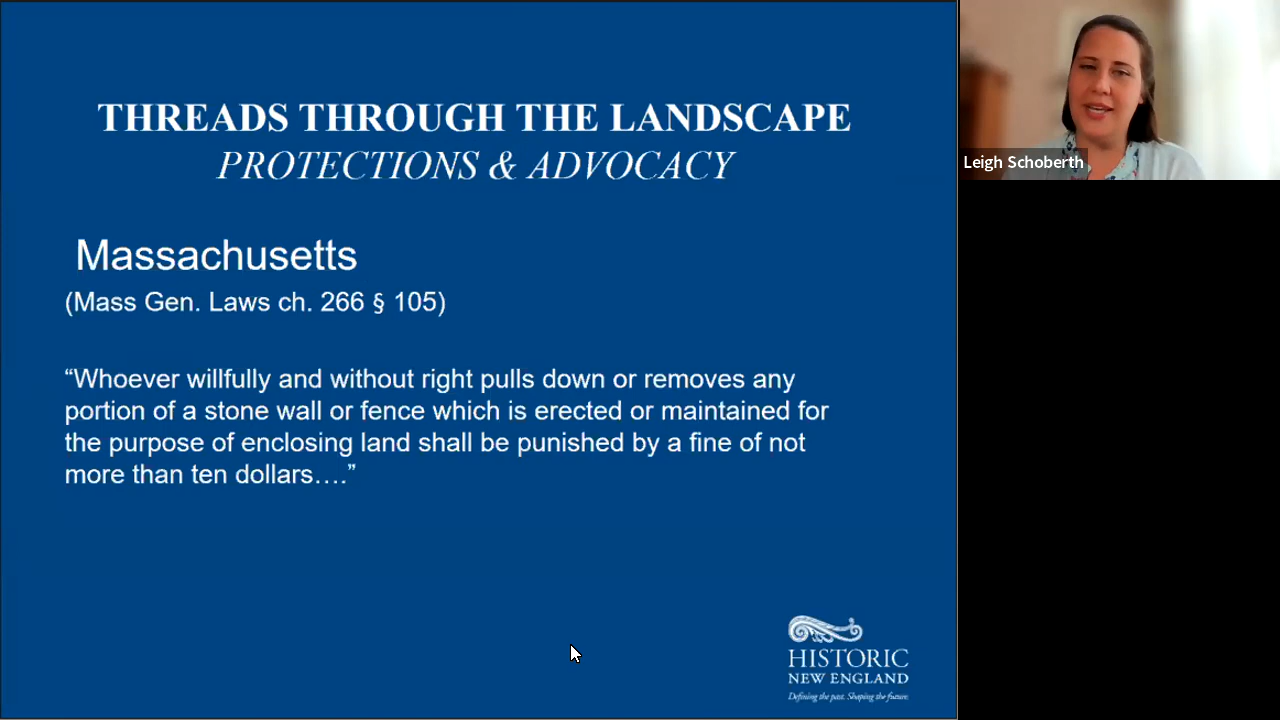 THREADS THROUGH THE LANDSCAPE
PROTECTIONS & ADVOCACY
Leigh Schoberth
Massachusetts
(Mass Gen. Laws ch. 266 § 105)
“Whoever willfully and without right pulls down or removes any
portion of a stone wall or fence which is erected or maintained for
the purpose of enclosing land shall be punished by a fine of not
more than ten dollars….”
HISTORIC
NEW ENGLAND
Defining the past. Shaping the future.